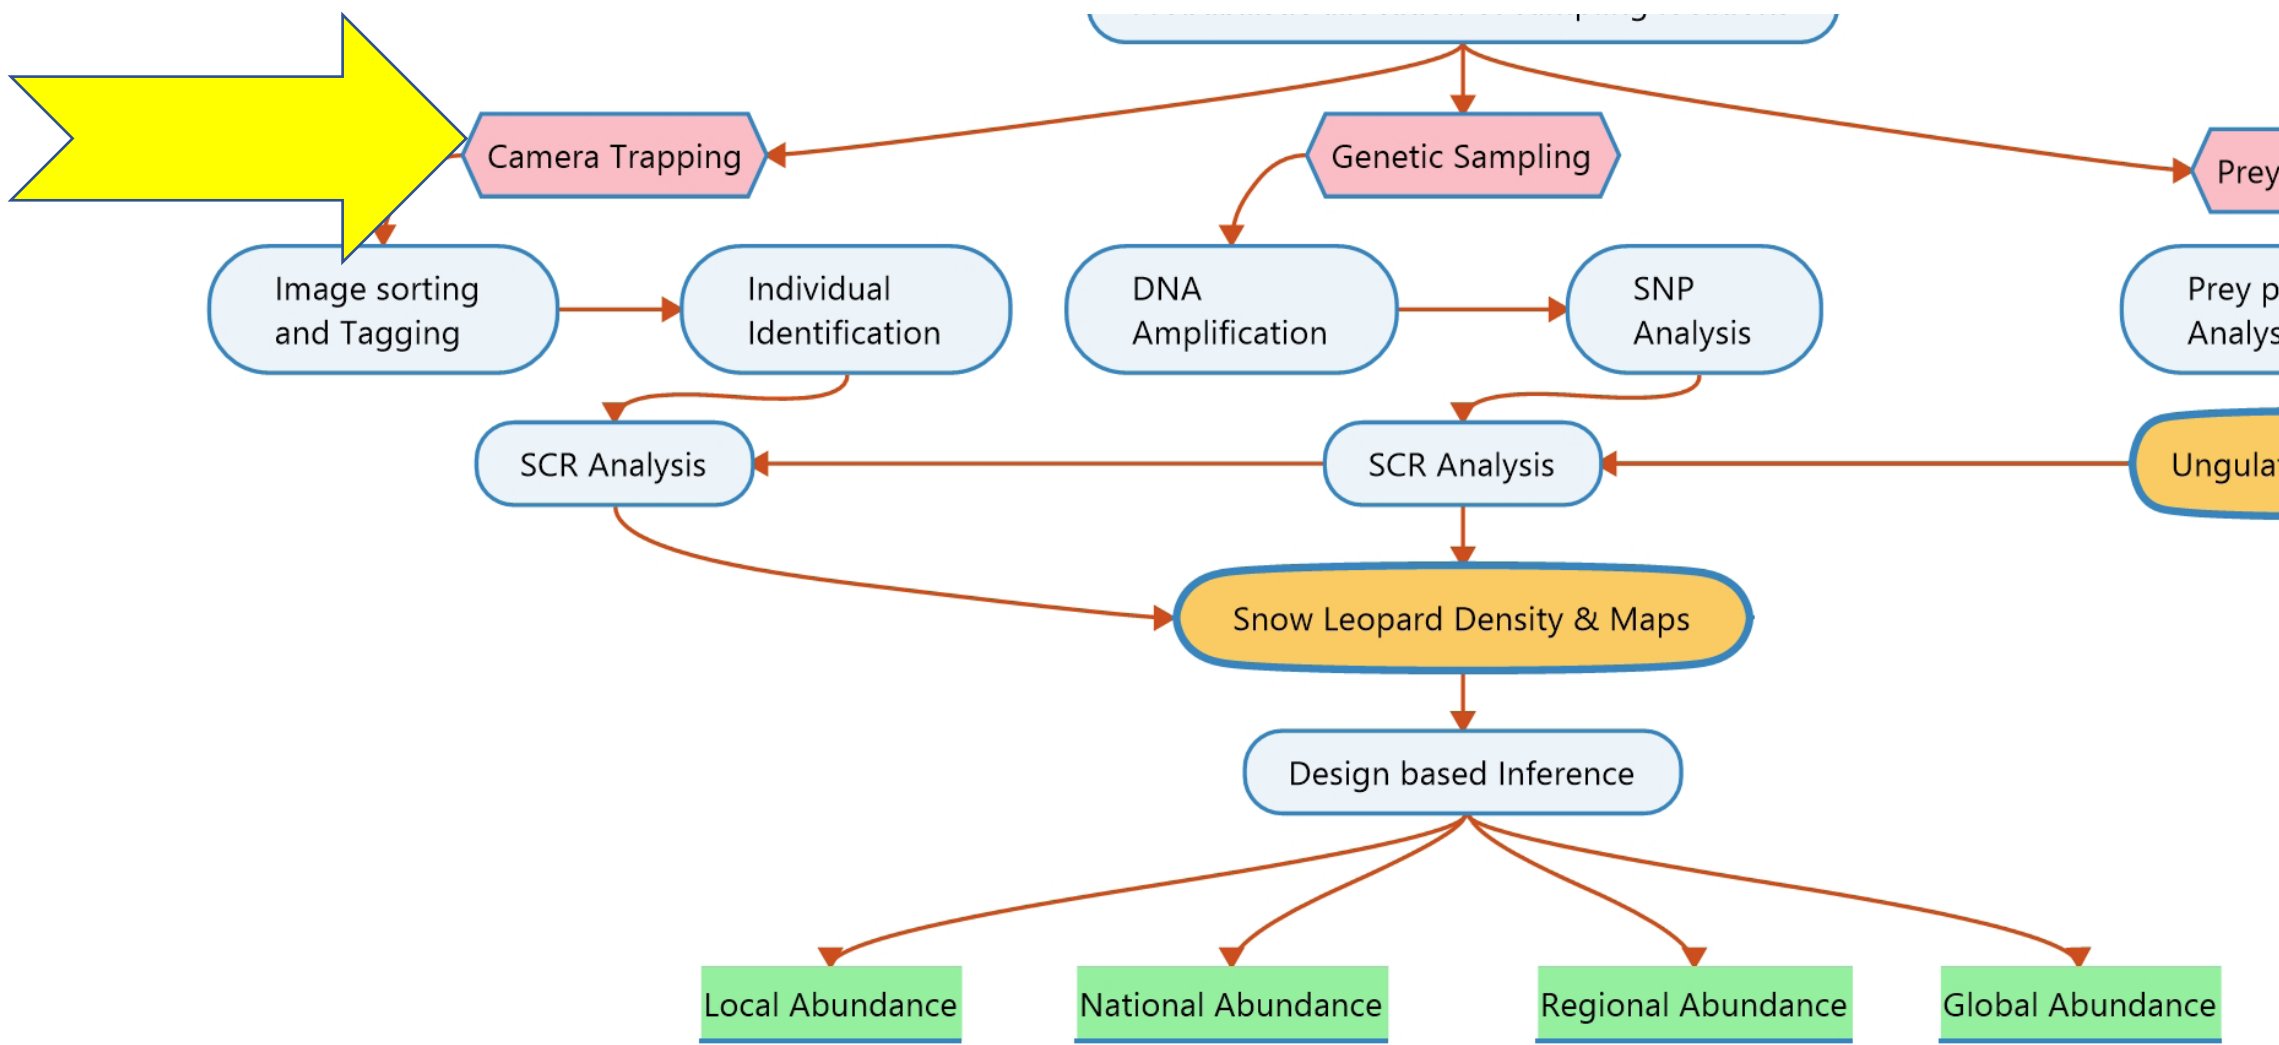 Camera Trapping
Genetic Sampling
Prey
Image sorting
and Tagging
Individual
Identification
DNA
Amplification
SNP
Analysis
Prey
SCR Analysis
SCR Analysis
Snow Leopard Density & Maps
Design based Inference
Local Abundance
National Abundance
Regional Abundance
Global Abundance